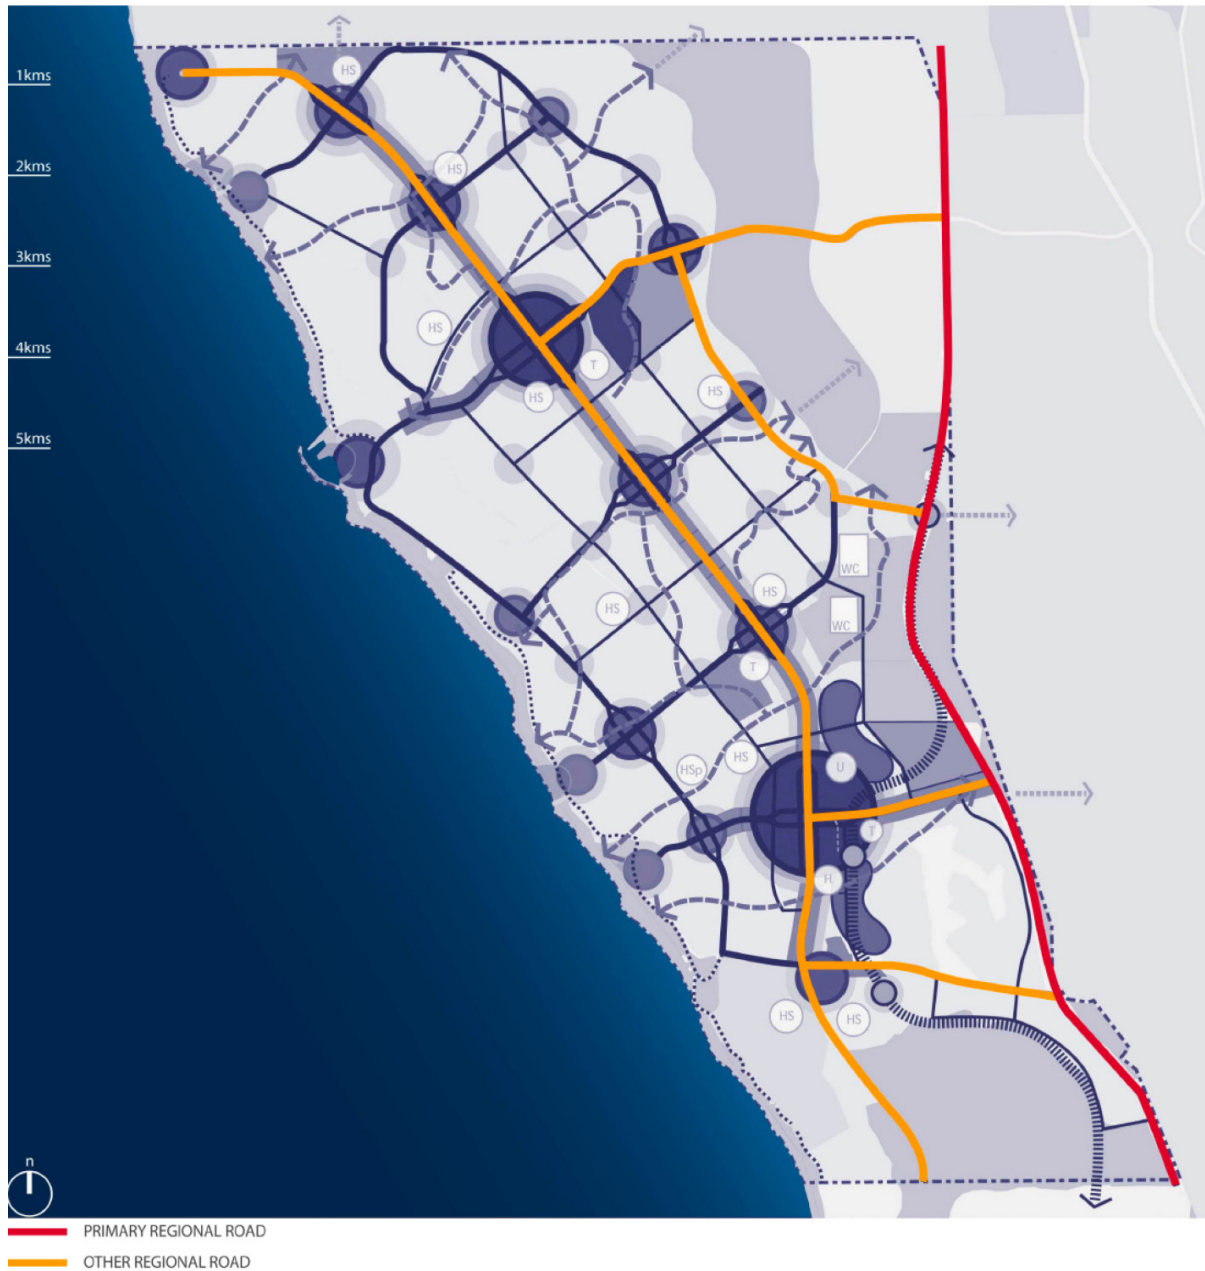 HS
1kms
HS
2kms
3kms
HS
4kms
T
HS
HS
5kms
WC
HS
HS
WC
T
HS
U
HSp
T
H
HS
HS
n
PRIMARY REGIONAL ROAD
OTHER REGIONAL ROAD